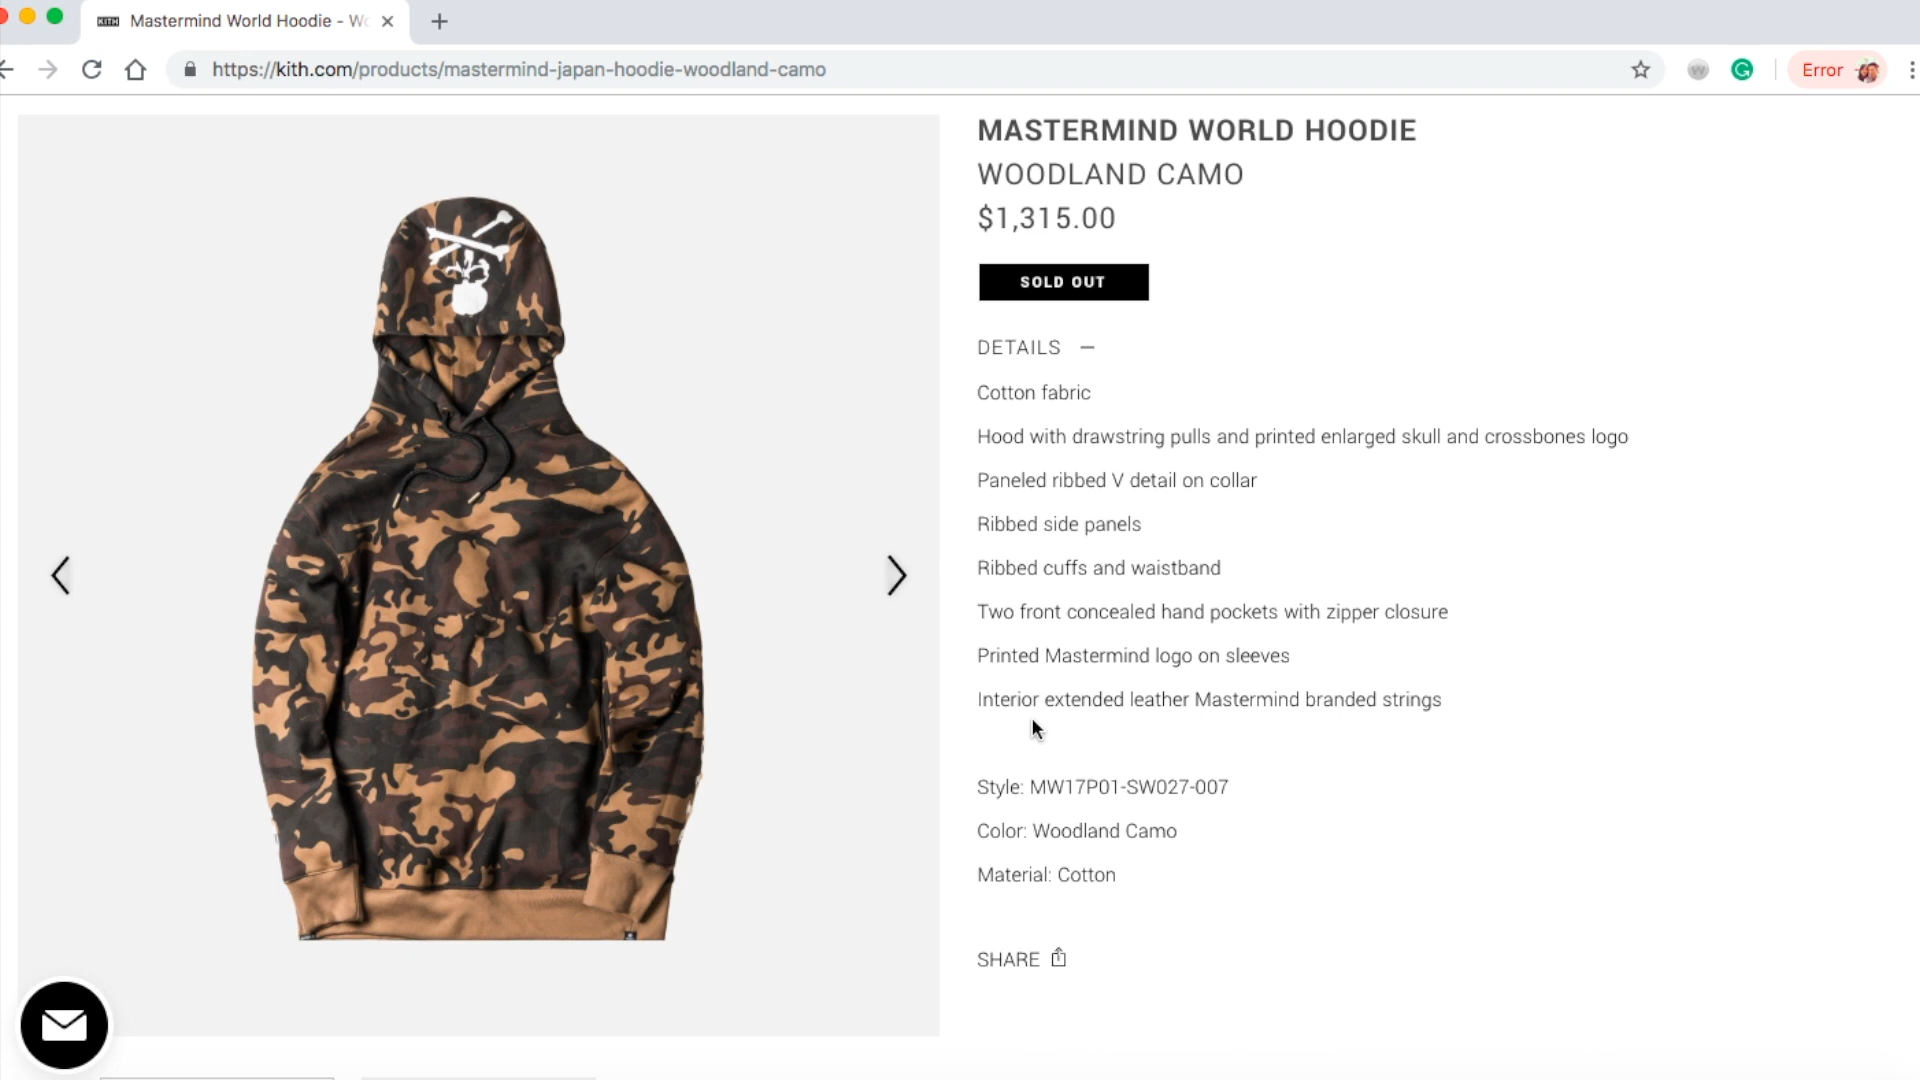 KITH Mastermind World Hoodie - Wo
https://kith.com/products/mastermind-japan-hoodie-woodland-camo
Error
MASTERMIND WORLD HOODIE
WOODLAND CAMO
$1,315.00
SOLD OUT
DETAILS
Cotton fabric
Hood with drawstring pulls and printed enlarged skull and crossbones logo
Paneled ribbed V detail on collar
Ribbed side panels
Ribbed cuffs and waistband
Two front concealed hand pockets with zipper closure
Printed Mastermind logo on sleeves
Interior extended leather Mastermind branded strings
Style: MW17P01-SW027-007
Color: Woodland Camo
Material: Cotton
SHARE